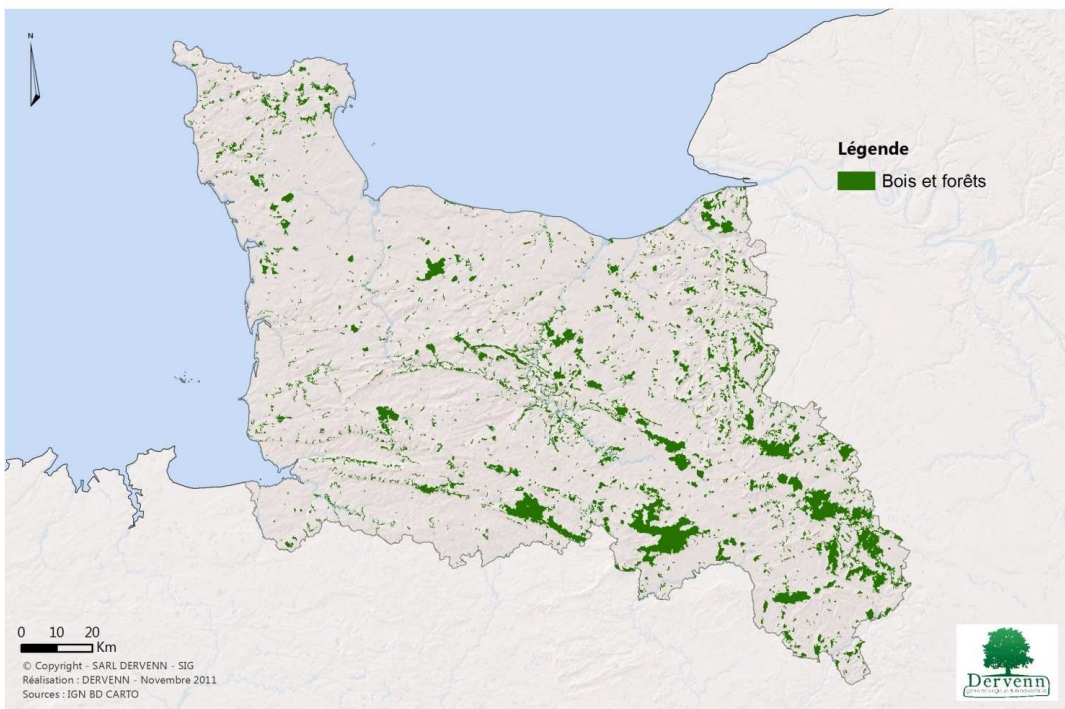 N
Légende
Bois et forêts
0 10 20
Km
© Copyright - SARL DERVENN - SIG
Réalisation : DERVENN - Novembre 2011
Sources : IGN BD CARTO
Dervenn